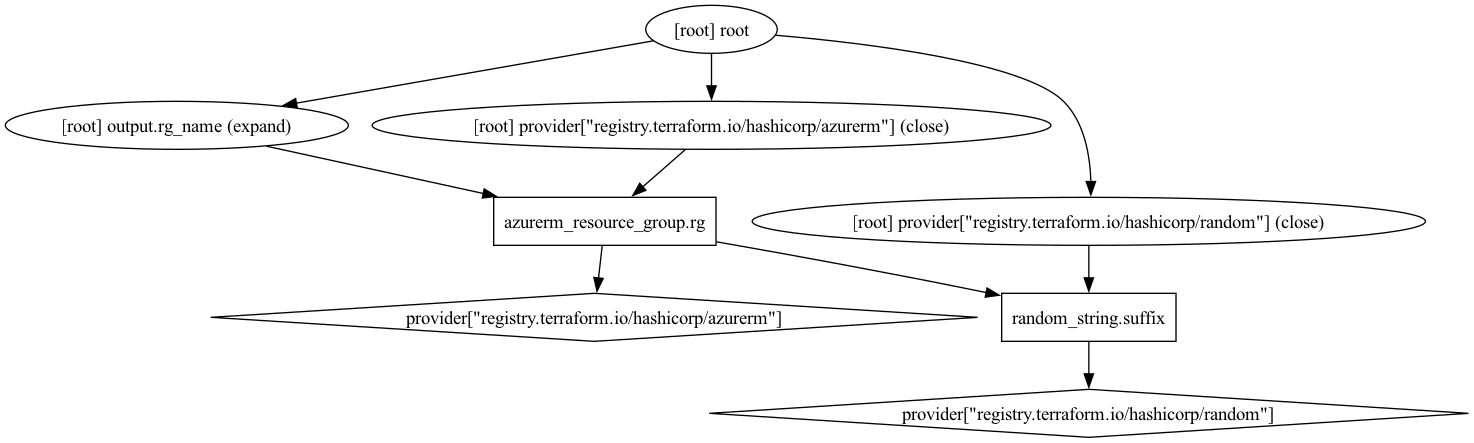 [root] root
[root] output.rg_name (expand)
[root] provider["registry.terraform.io/hashicorp/azurerm"] (close)
azurerm_resource_group.rg
[root] provider["registry.terraform.io/hashicorp/random"] (close)
provider["registry.terraform.io/hashicorp/azurerm"]
random_string.suffix
provider["registry.terraform.io/hashicorp/random"]